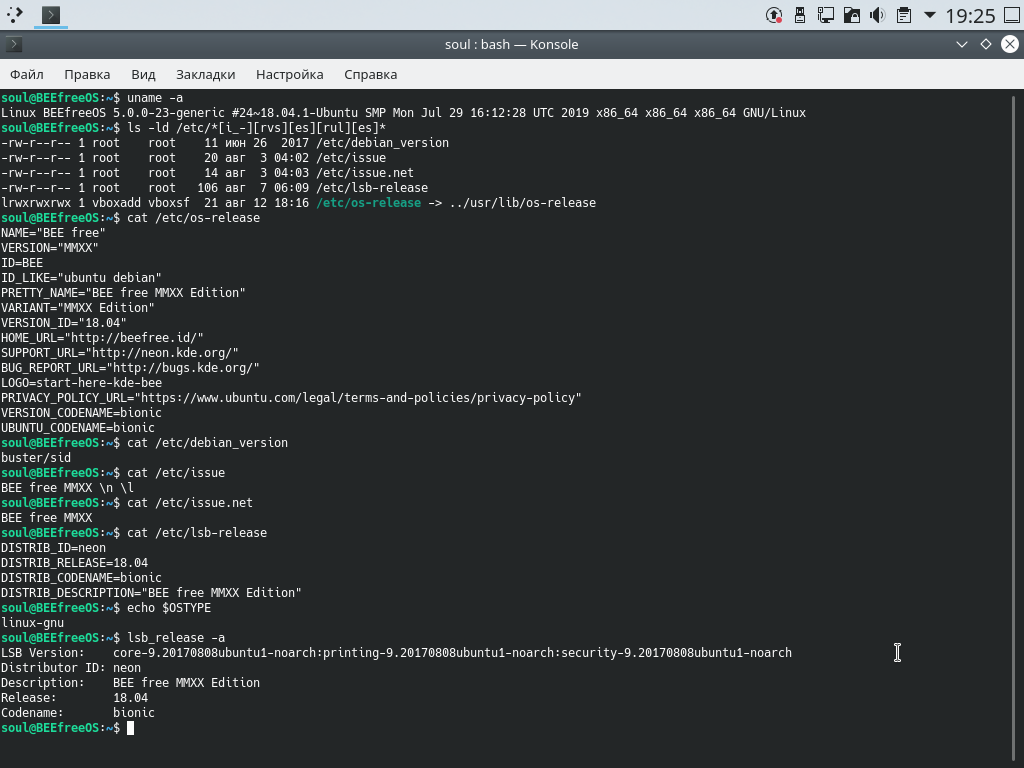 19:25
soul : bash — Konsole
Файл Правка Вид Закладки Настройка Справка
soul@BEEfreeOS:~$ uname -a
Linux BEEfreeOS 5.0.0-23-generic #24~18.04.1-Ubuntu SMP Mon Jul 29 16:12:28 UTC 2019 x86_64 x86_64 x86_64 GNU/Linux
soul@BEEfreeOS:~$ ls -ld /etc/*[i_-][rvs][es][rul][es]*
-rw-r--r-- 1 root    root    11 июн 26  2017 /etc/debian_version
-rw-r--r-- 1 root    root    20 авг  3 04:02 /etc/issue
-rw-r--r-- 1 root    root    14 авг  3 04:03 /etc/issue.net
-rw-r--r-- 1 root    root   106 авг  7 06:09 /etc/lsb-release
lrwxrwxrwx 1 vboxadd vboxsf  21 авг 12 18:16 /etc/os-release -> ../usr/lib/os-release
soul@BEEfreeOS:~$ cat /etc/os-release
NAME="BEE free"
VERSION="MMXX"
ID=BEE
ID_LIKE="ubuntu debian"
PRETTY_NAME="BEE free MMXX Edition"
VARIANT="MMXX Edition"
VERSION_ID="18.04"
HOME_URL="http://beefree.id/"
SUPPORT_URL="http://neon.kde.org/"
BUG_REPORT_URL="http://bugs.kde.org/"
LOGO=start-here-kde-bee
PRIVACY_POLICY_URL="https://www.ubuntu.com/legal/terms-and-policies/privacy-policy"
VERSION_CODENAME=bionic
UBUNTU_CODENAME=bionic
soul@BEEfreeOS:~$ cat /etc/debian_version
buster/sid
soul@BEEfreeOS:~$ cat /etc/issue
BEE free MMXX \n \l
soul@BEEfreeOS:~$ cat /etc/issue.net
BEE free MMXX
soul@BEEfreeOS:~$ cat /etc/lsb-release
DISTRIB_ID=neon
DISTRIB_RELEASE=18.04
DISTRIB_CODENAME=bionic
DISTRIB_DESCRIPTION="BEE free MMXX Edition"
soul@BEEfreeOS:~$ echo $OSTYPE
linux-gnu
soul@BEEfreeOS:~$ lsb_release -a
LSB Version:    core-9.20170808ubuntu1-noarch:printing-9.20170808ubuntu1-noarch:security-9.20170808ubuntu1-noarch
Distributor ID: neon
Description:    BEE free MMXX Edition
Release:        18.04
Codename:       bionic
soul@BEEfreeOS:~$